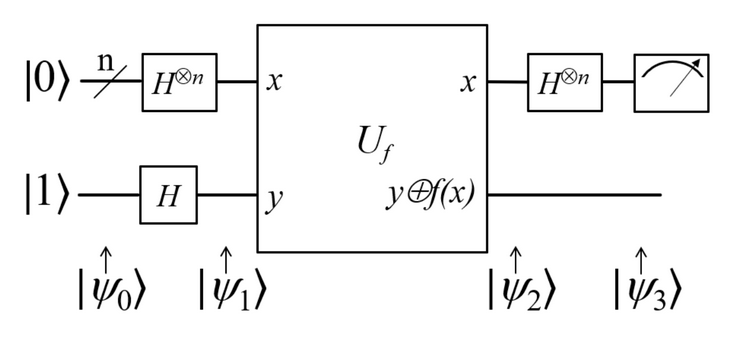 n
|0⟩ H⊗n x x H⊗n
U_f
|1⟩ H y y⊕f(x)
|ψ0⟩ |ψ1⟩ |ψ2⟩ |ψ3⟩